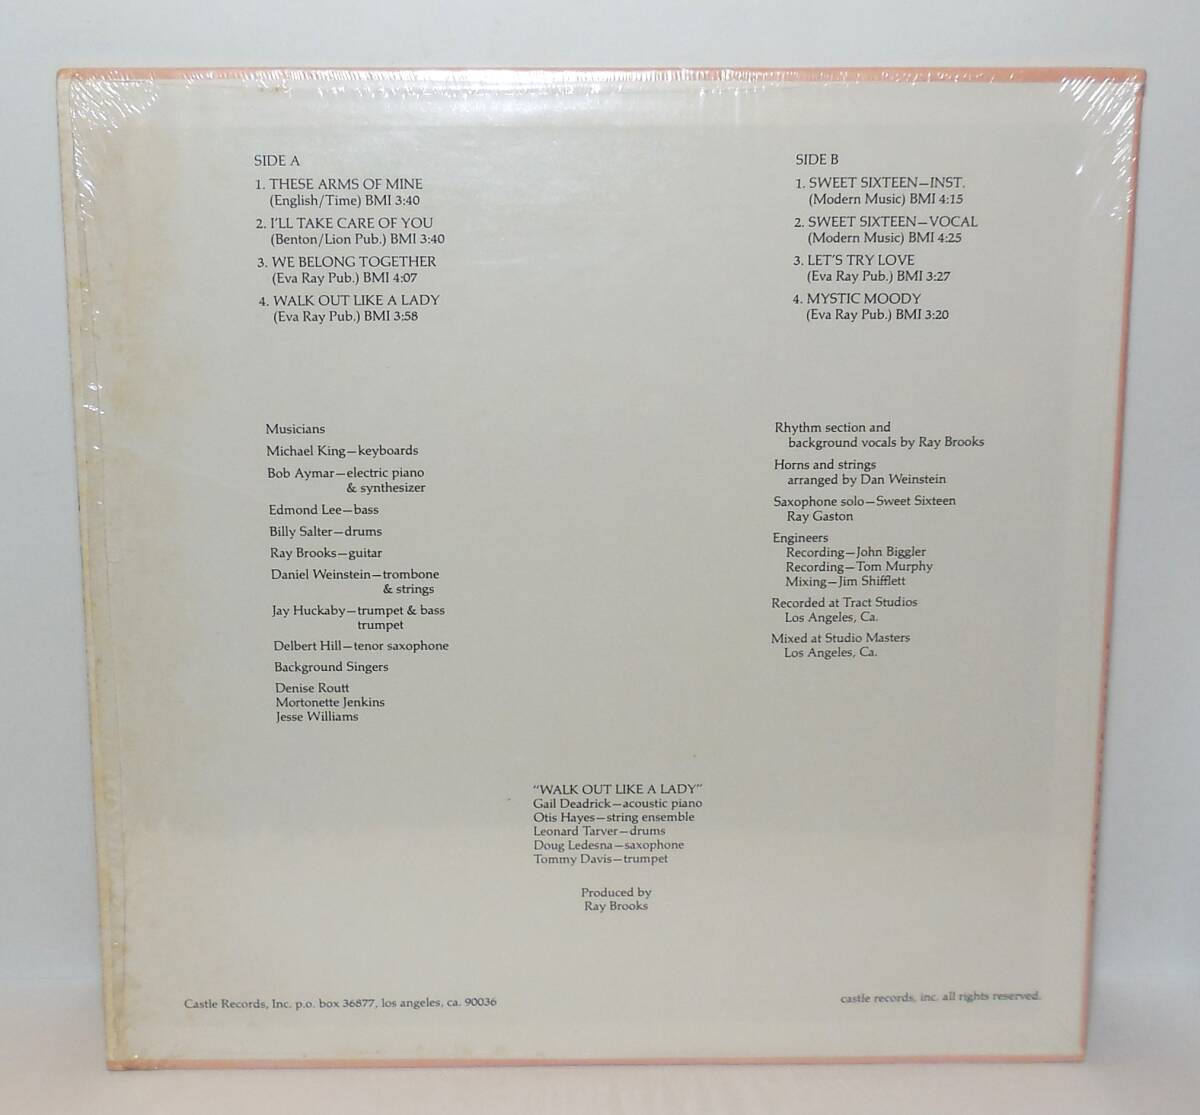 SIDE A
1. THESE ARMS OF MINE
(English/Time) BMI 3:40
2. I'LL TAKE CARE OF YOU
(Benton/Lion Pub.) BMI 3:40
3. WE BELONG TOGETHER
(Eva Ray Pub.) BMI 4:07
4. WALK OUT LIKE A LADY
(Eva Ray Pub.) BMI 3:58
SIDE B
1. SWEET SIXTEEN—INST.
(Modern Music) BMI 4:15
2. SWEET SIXTEEN—VOCAL
(Modern Music) BMI 4:25
3. LET'S TRY LOVE
(Eva Ray Pub.) BMI 3:27
4. MYSTIC MOODY
(Eva Ray Pub.) BMI 3:20
Musicians
Michael King—keyboards
Bob Aymar—electric piano
& synthesizer
Edmond Lee—bass
Billy Salter—drums
Ray Brooks—guitar
Daniel Weinstein—trombone
& strings
Jay Huckaby—trumpet & bass
trumpet
Delbert Hill—tenor saxophone
Background Singers
Denise Routt
Mortonette Jenkins
Jesse Williams
Rhythm section and
background vocals by Ray Brooks
Horns and strings
arranged by Dan Weinstein
Saxophone solo—Sweet Sixteen
Ray Gaston
Engineers
Recording—John Biggler
Recording—Tom Murphy
Mixing—Jim Shifflett
Recorded at Tract Studios
Los Angeles, Ca.
Mixed at Studio Masters
Los Angeles, Ca.
"WALK OUT LIKE A LADY"
Gail Deadrick—acoustic piano
Otis Hayes—string ensemble
Leonard Tarver—drums
Doug Ledesna—saxophone
Tommy Davis—trumpet
Produced by
Ray Brooks
Castle Records, Inc. p.o. box 36877, los angeles, ca. 90036
castle records, inc. all rights reserved.